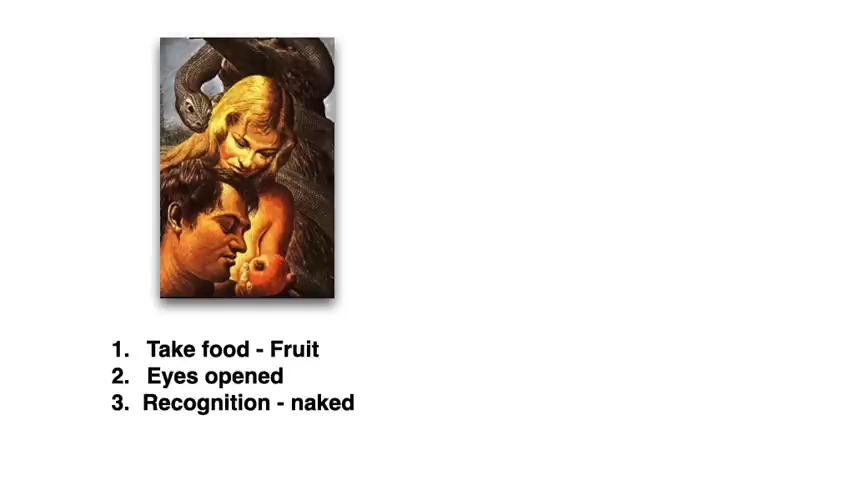 1. Take food - Fruit
2. Eyes opened
3. Recognition - naked